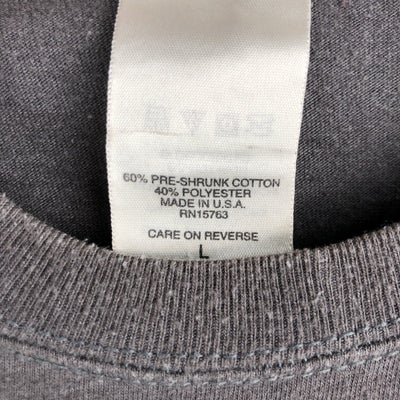 60% PRE-SHRUNK COTTON
40% POLYESTER
MADE IN U.S.A.
RN15763
CARE ON REVERSE
L